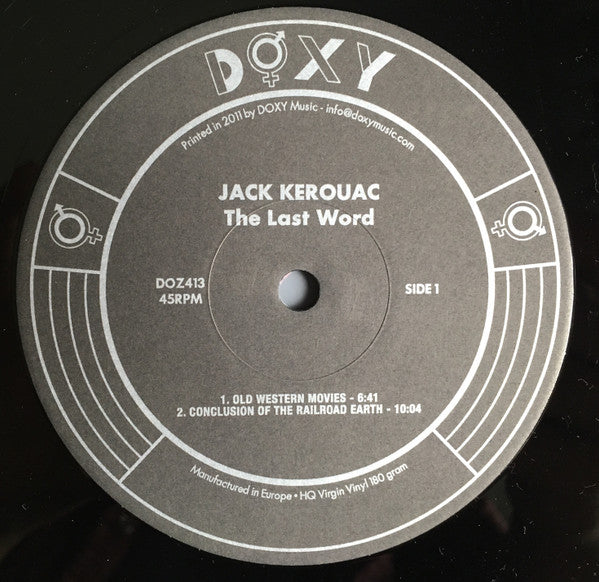 DOXY
Printed in 2011 by DOXY Music - info@doxymusic.com
JACK KEROUAC
The Last Word
DOZ413
45RPM
SIDE 1
1. OLD WESTERN MOVIES - 6:41
2. CONCLUSION OF THE RAILROAD EARTH - 10:04
Manufactured in Europe • HQ Virgin Vinyl 180 gram